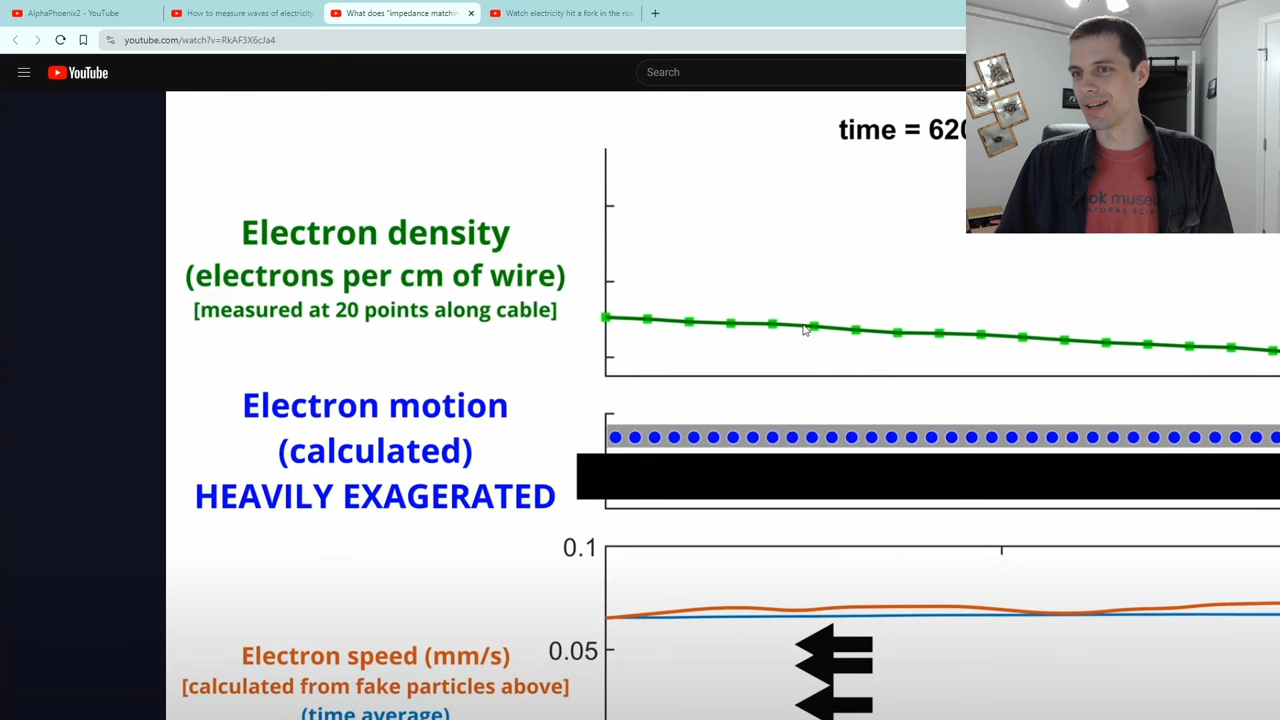 AlphaPhoenix2 - YouTube
How to measure waves of electricity
What does "impedance matchin
Watch electricity hit a fork in the roa
youtube.com/watch?v=RkAF3X6cJa4
YouTube
Search
time = 620
Electron density
(electrons per cm of wire)
[measured at 20 points along cable]
Electron motion
(calculated)
HEAVILY EXAGERATED
0.1
0.05
Electron speed (mm/s)
[calculated from fake particles above]
(time average)